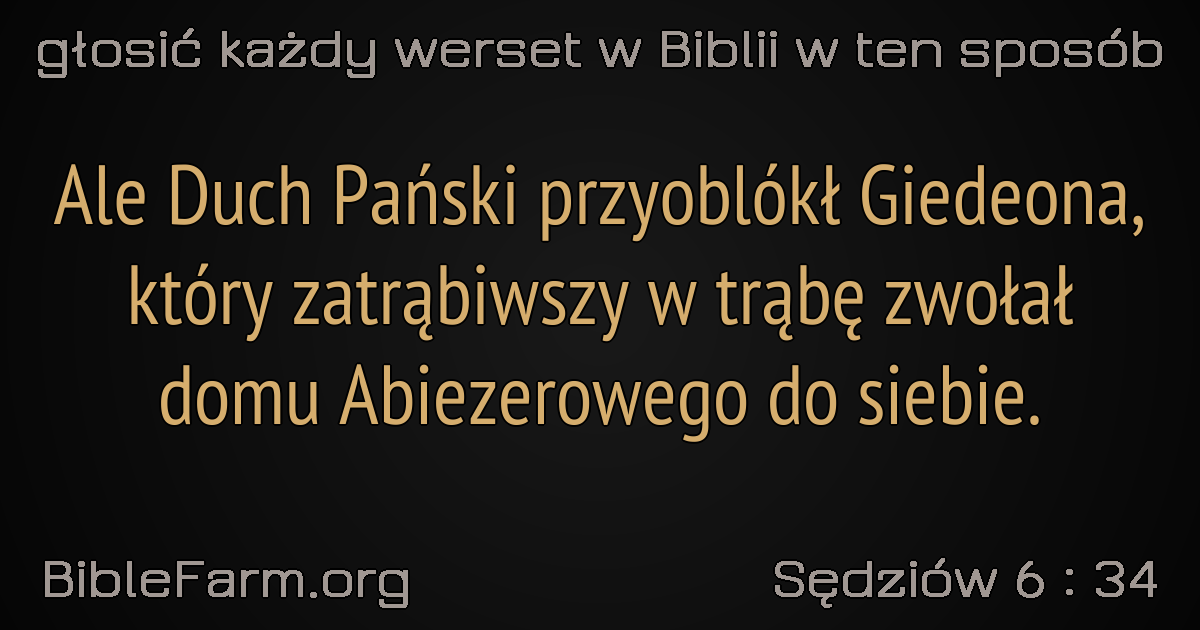 głosić każdy werset w Biblii w ten sposób
Ale Duch Pański przyoblókł Giedeona,
który zatrąbiwszy w trąbę zwołał
domu Abiezerowego do siebie.
BibleFarm.org
Sędziów 6 : 34